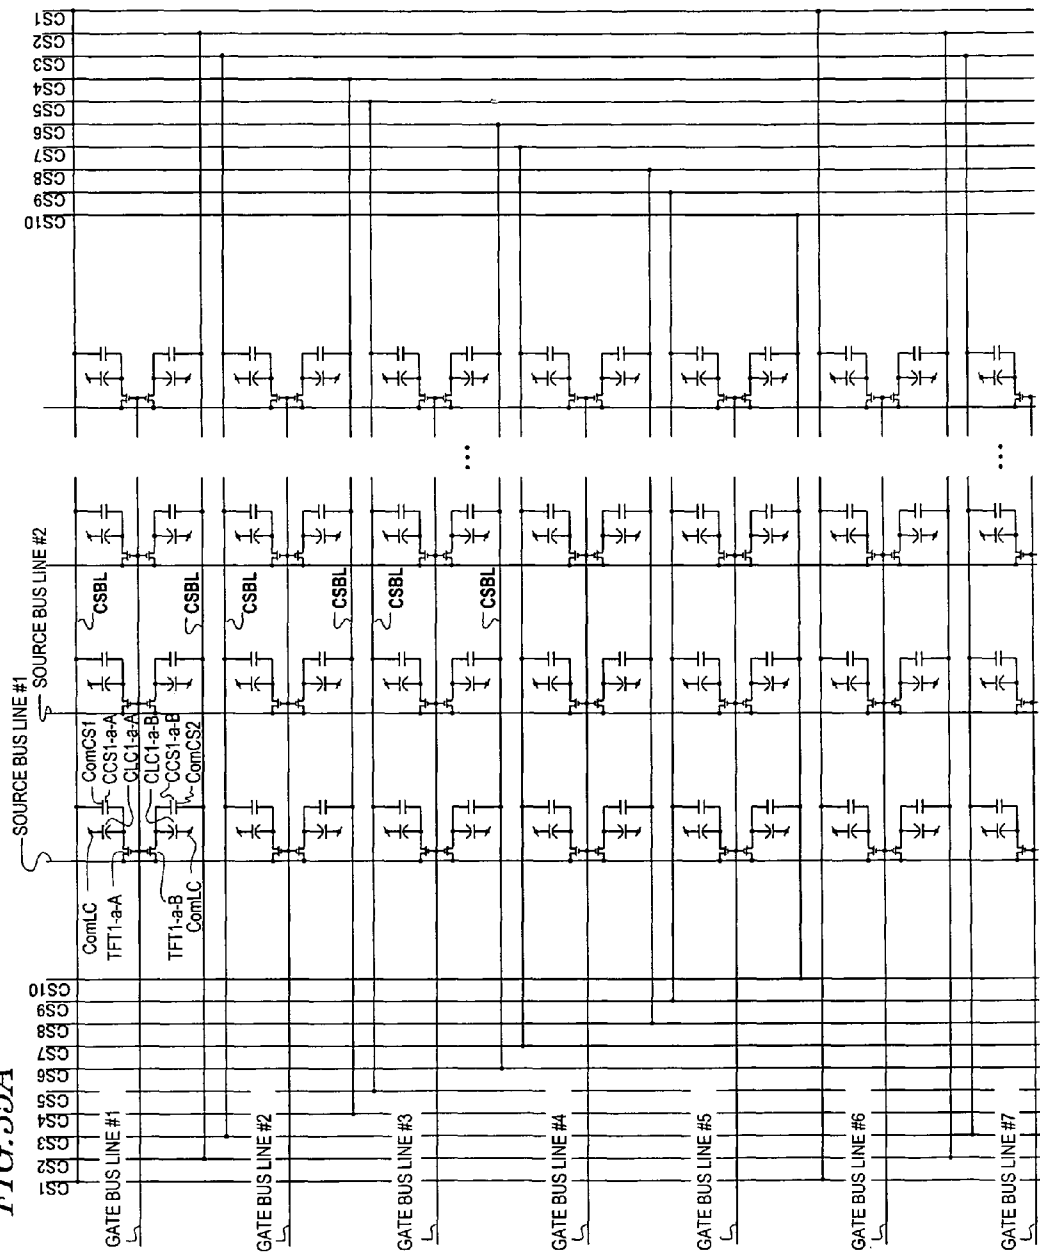 FIG.35A
CS1
CS2
CS3
CS4
CS5
CS6
CS7
CS8
CS9
CS10
SOURCE BUS LINE #1
SOURCE BUS LINE #2
ComCS1
CCS1-a-A
CLC1-a-A
CLC1-a-B
CCS1-a-B
ComCS2
ComLC
TFT1-a-A
TFT1-a-B
ComLC
CSBL
CSBL
CSBL
CSBL
CSBL
CSBL
...
...
CS10
CS9
CS8
CS7
CS6
CS5
CS4
CS3
CS2
CS1
GATE BUS LINE #1
GATE BUS LINE #2
GATE BUS LINE #3
GATE BUS LINE #4
GATE BUS LINE #5
GATE BUS LINE #6
GATE BUS LINE #7